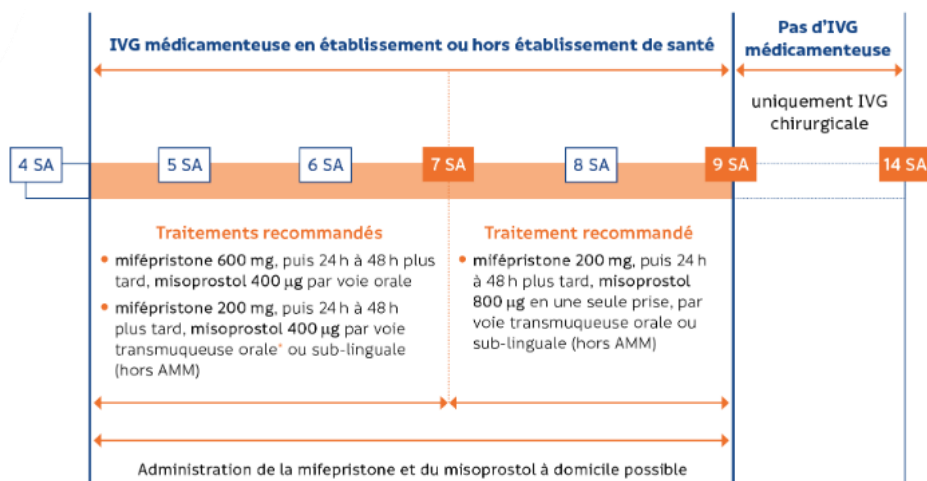 IVG médicamenteuse en établissement ou hors établissement de santé
Pas d'IVG
médicamenteuse
uniquement IVG
chirurgicale
4 SA
5 SA
6 SA
7 SA
8 SA
9 SA
14 SA
Traitements recommandés
• mifépristone 600 mg, puis 24 h à 48 h plus
tard, misoprostol 400 µg par voie orale
• mifépristone 200 mg, puis 24 h à 48 h
plus tard, misoprostol 400 µg par voie
transmuqueuse orale* ou sub-linguale
(hors AMM)
Traitement recommandé
• mifépristone 200 mg, puis 24 h
à 48 h plus tard, misoprostol
800 µg en une seule prise, par
voie transmuqueuse orale ou
sub-linguale (hors AMM)
Administration de la mifepristone et du misoprostol à domicile possible